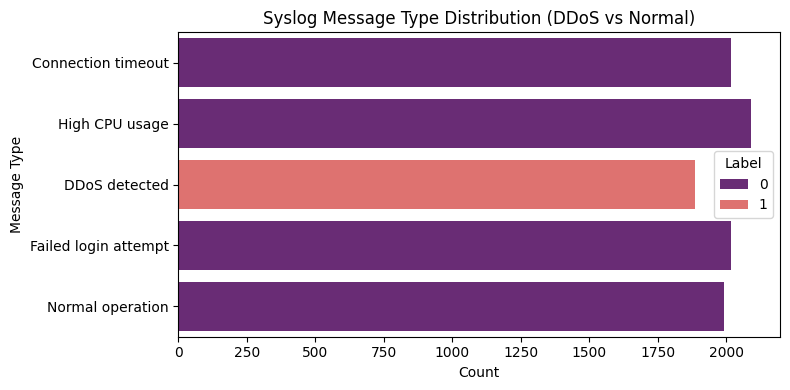 Syslog Message Type Distribution (DDoS vs Normal)
Message Type
Connection timeout
High CPU usage
DDoS detected
Failed login attempt
Normal operation
Label
0
1
0 250 500 750 1000 1250 1500 1750 2000
Count